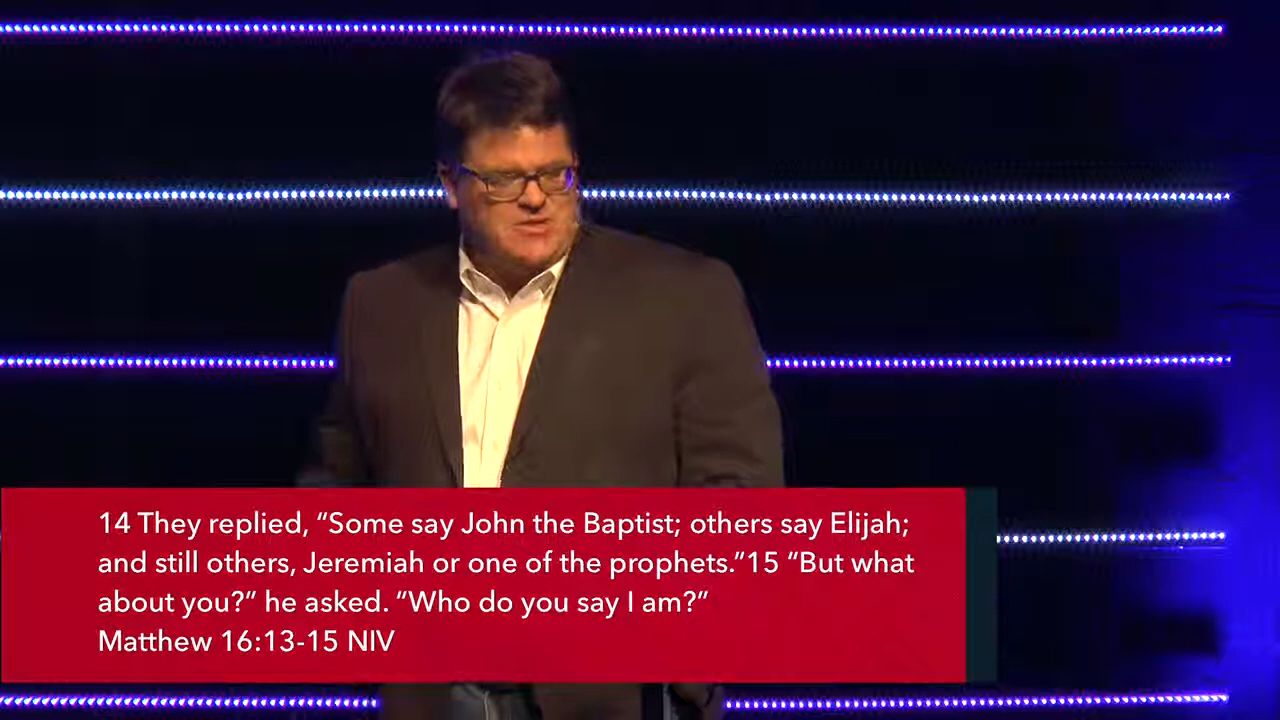 14 They replied, “Some say John the Baptist; others say Elijah;
and still others, Jeremiah or one of the prophets.”15 “But what
about you?” he asked. “Who do you say I am?”
Matthew 16:13-15 NIV